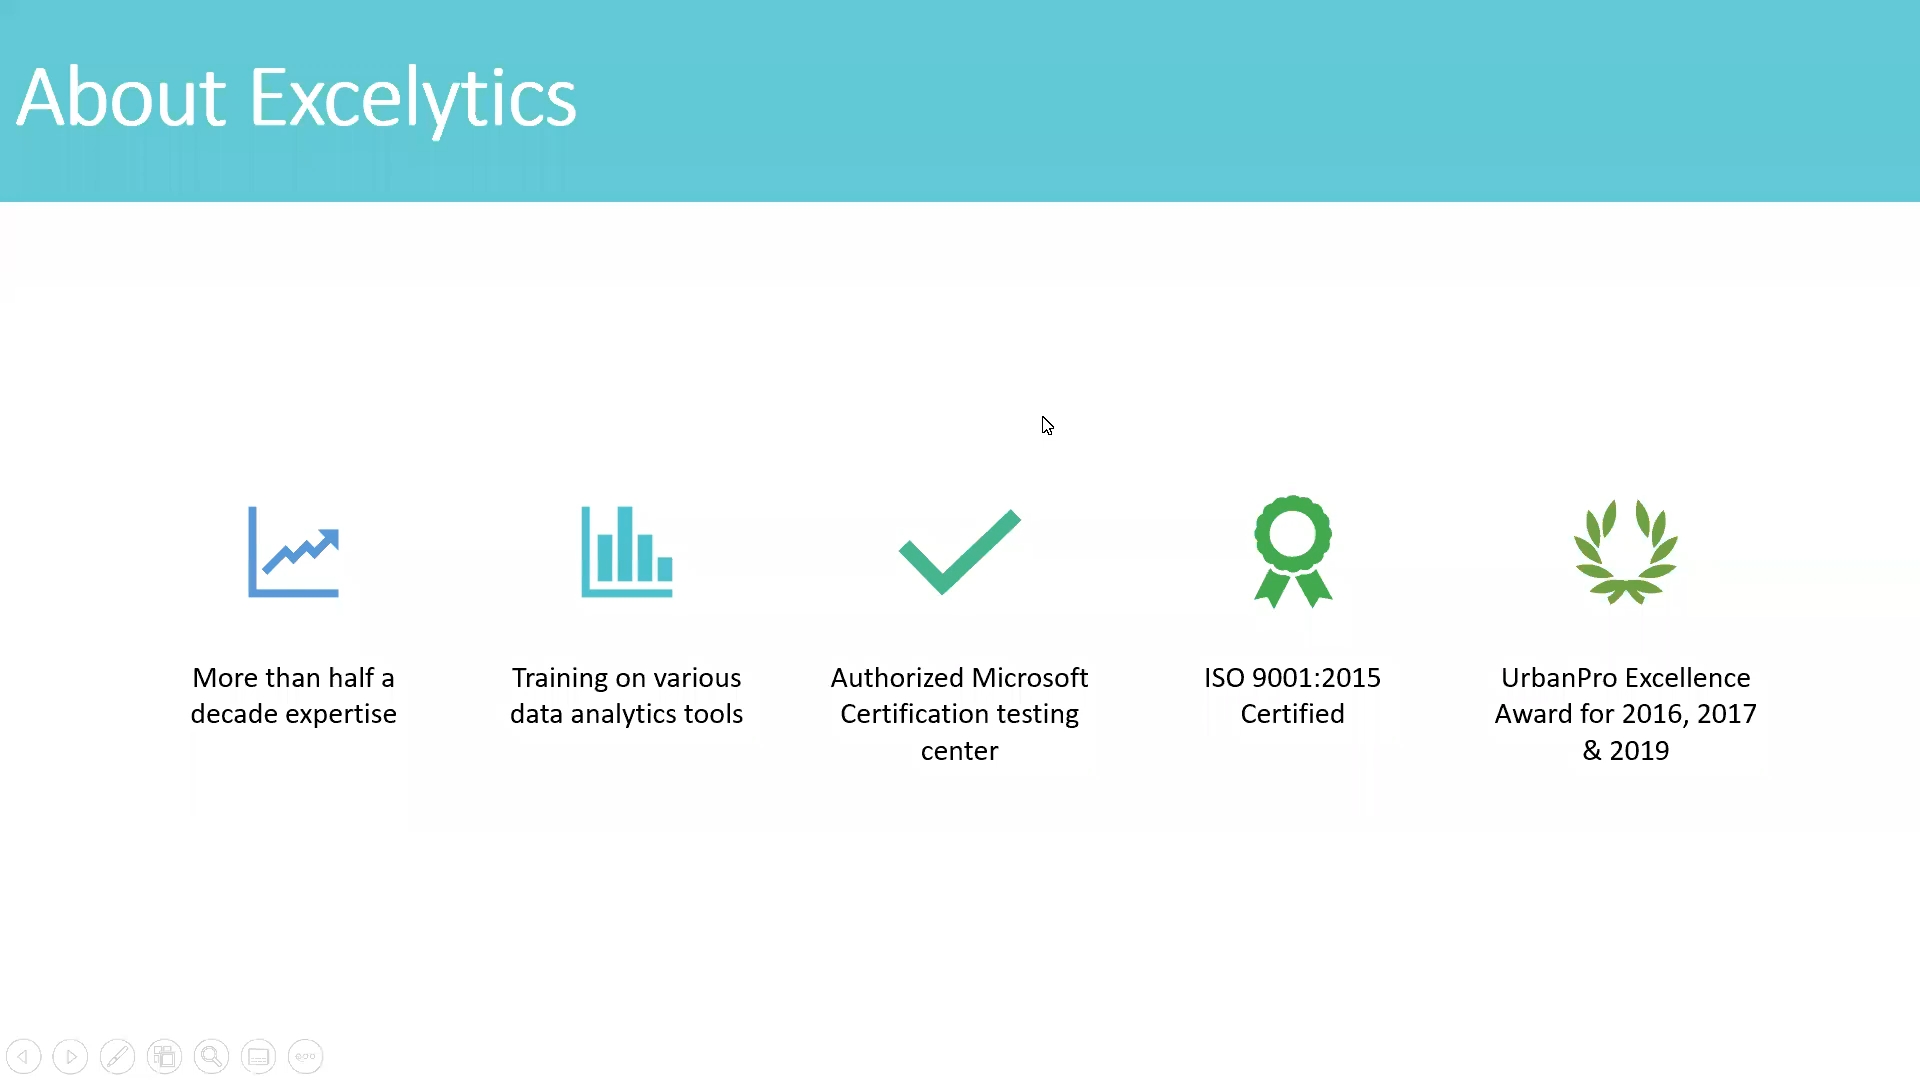 About Excelytics
More than half a
decade expertise
Training on various
data analytics tools
Authorized Microsoft
Certification testing
center
ISO 9001:2015
Certified
UrbanPro Excellence
Award for 2016, 2017
& 2019